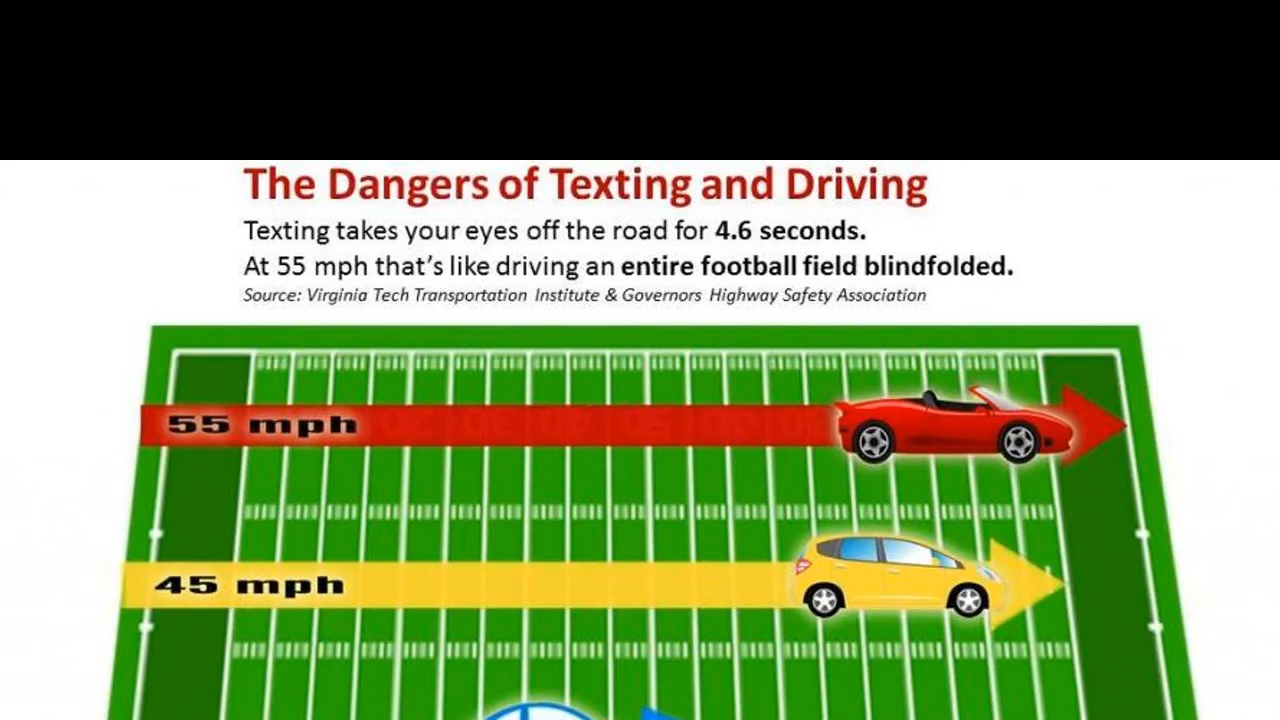 The Dangers of Texting and Driving
Texting takes your eyes off the road for 4.6 seconds.
At 55 mph that's like driving an entire football field blindfolded.
Source: Virginia Tech Transportation Institute & Governors Highway Safety Association
55 mph
45 mph